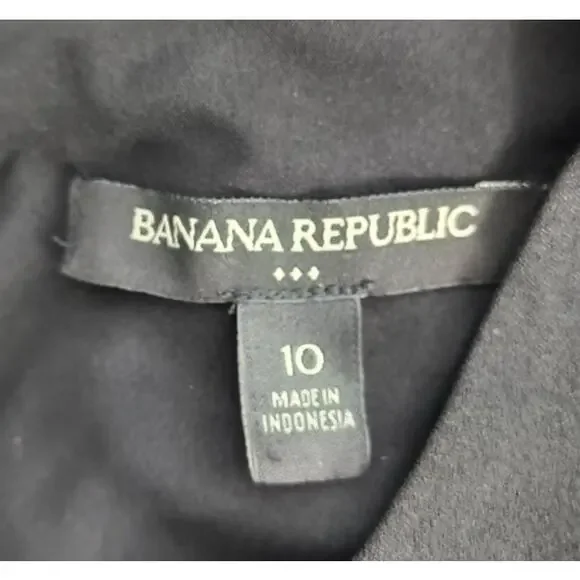 BANANA REPUBLIC
♦♦♦
10
MADE IN
INDONESIA